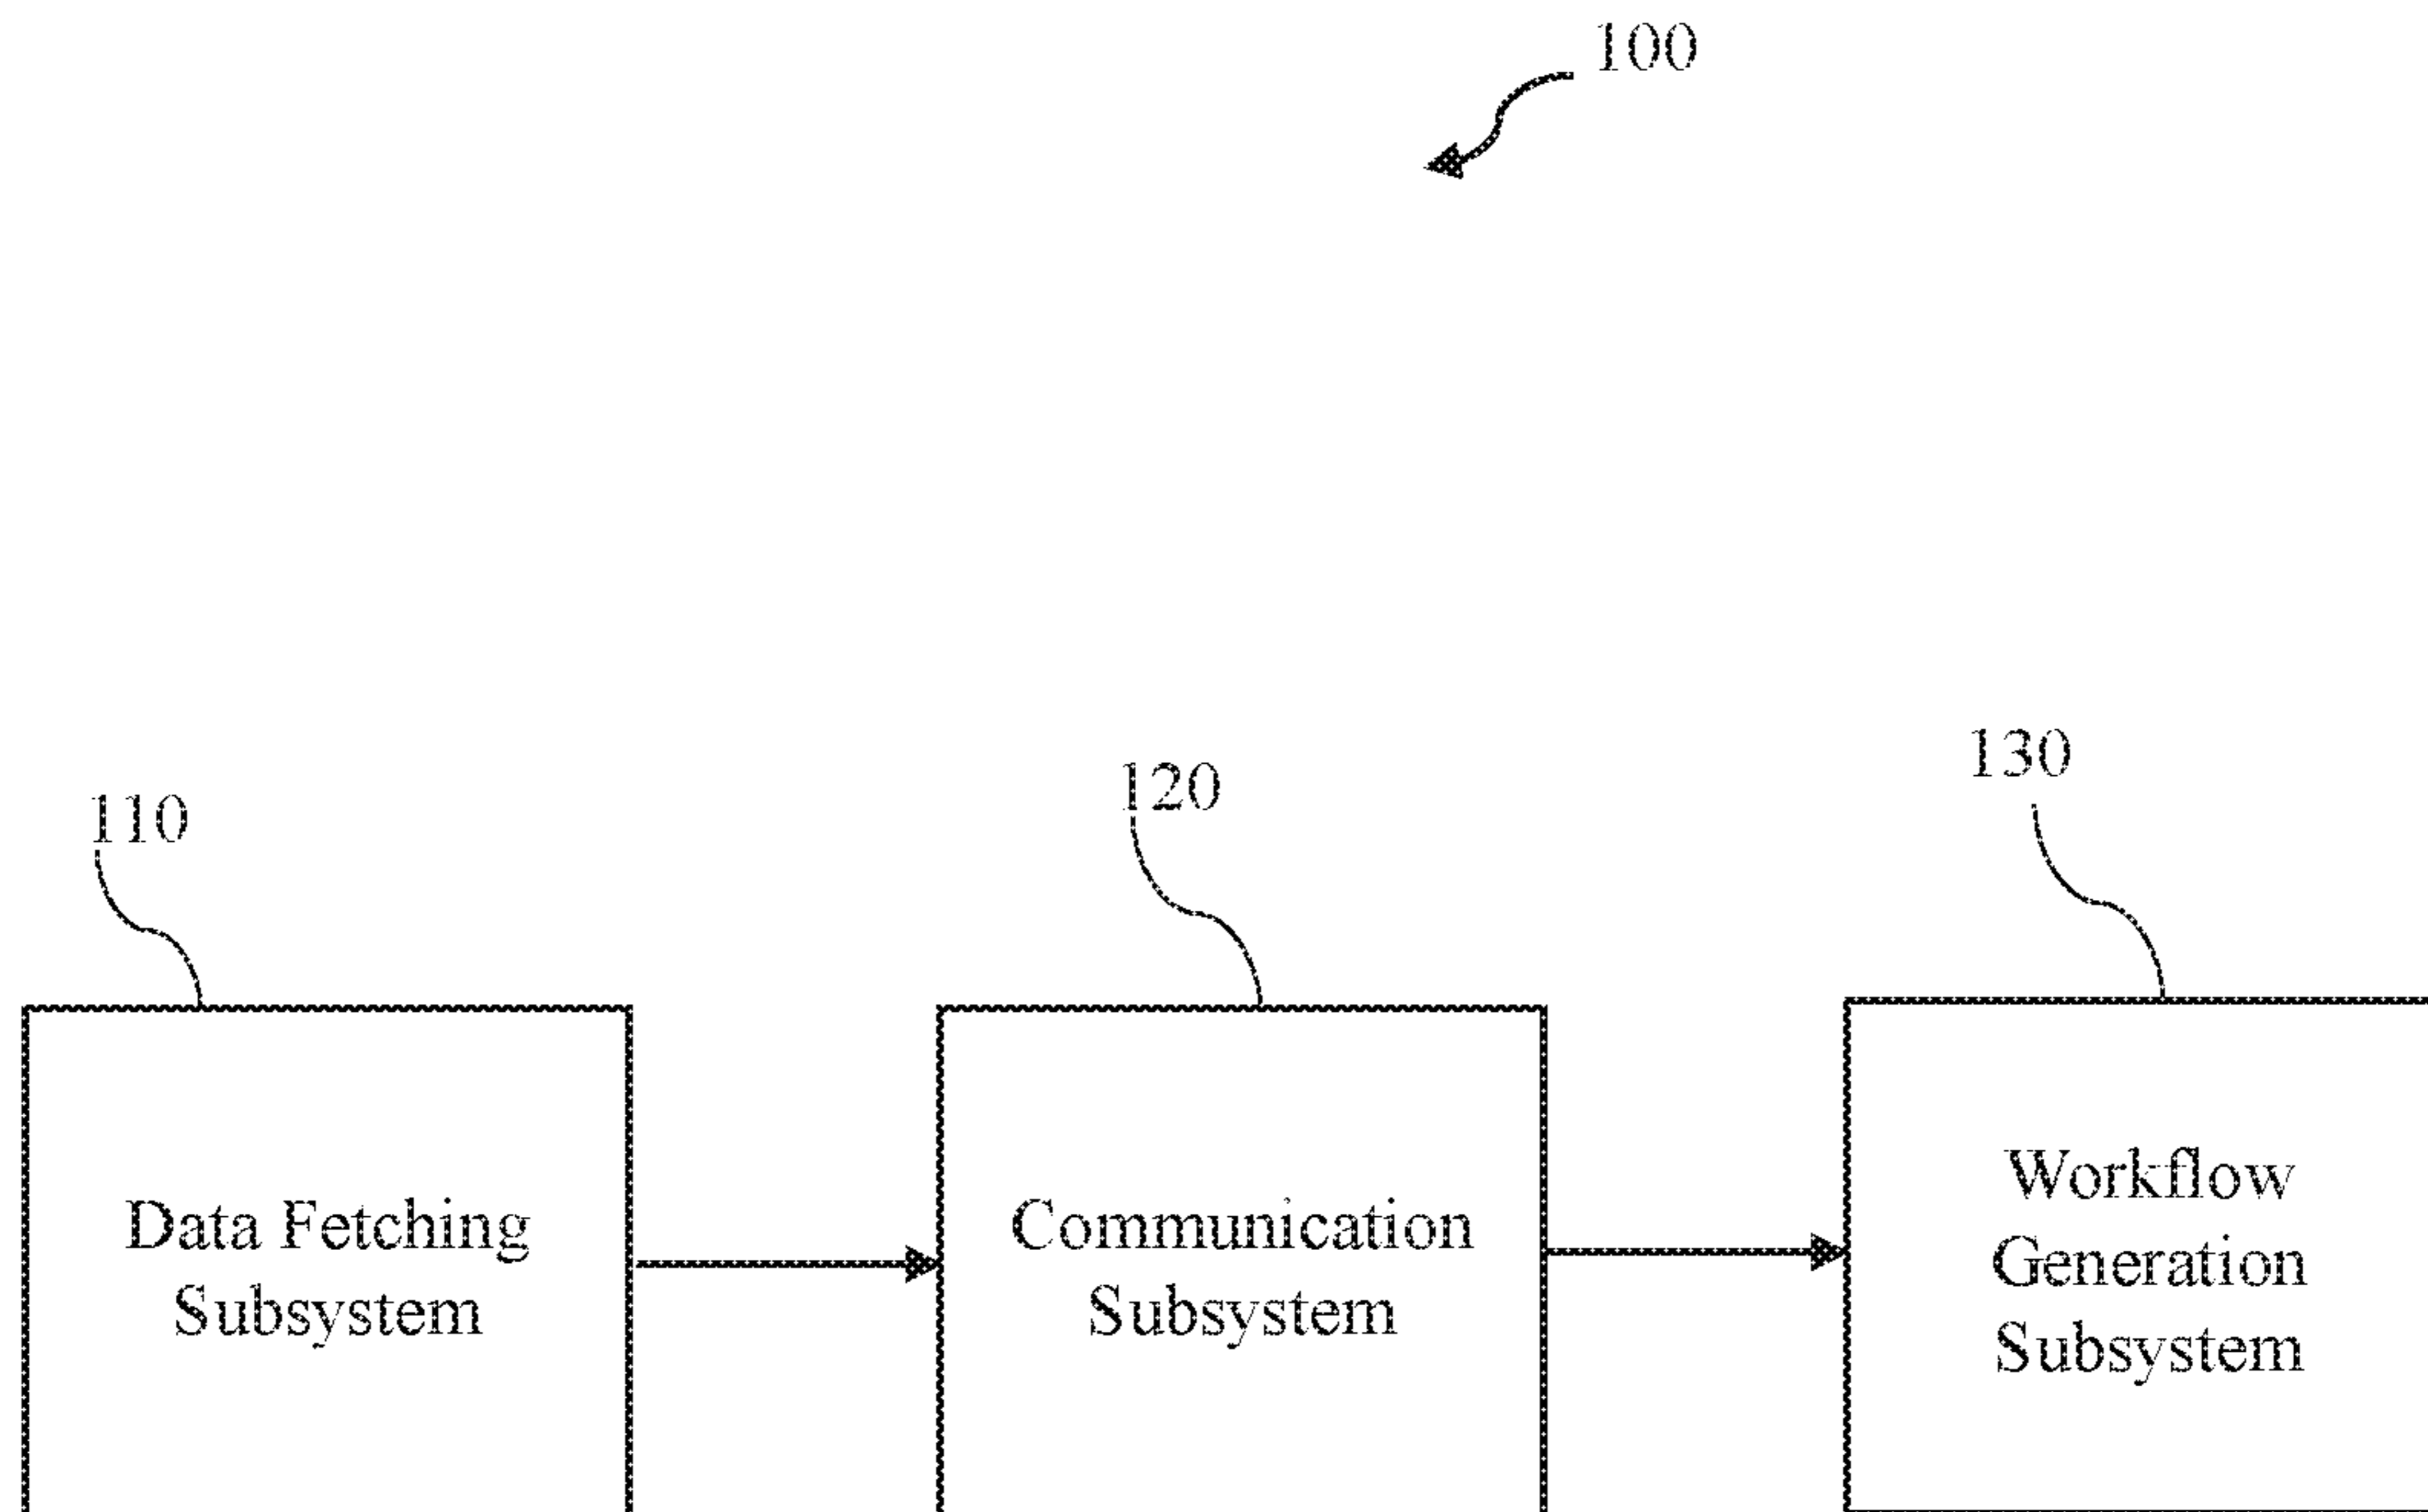 100
110
120
130
Data Fetching
Subsystem
Communication
Subsystem
Workflow
Generation
Subsystem